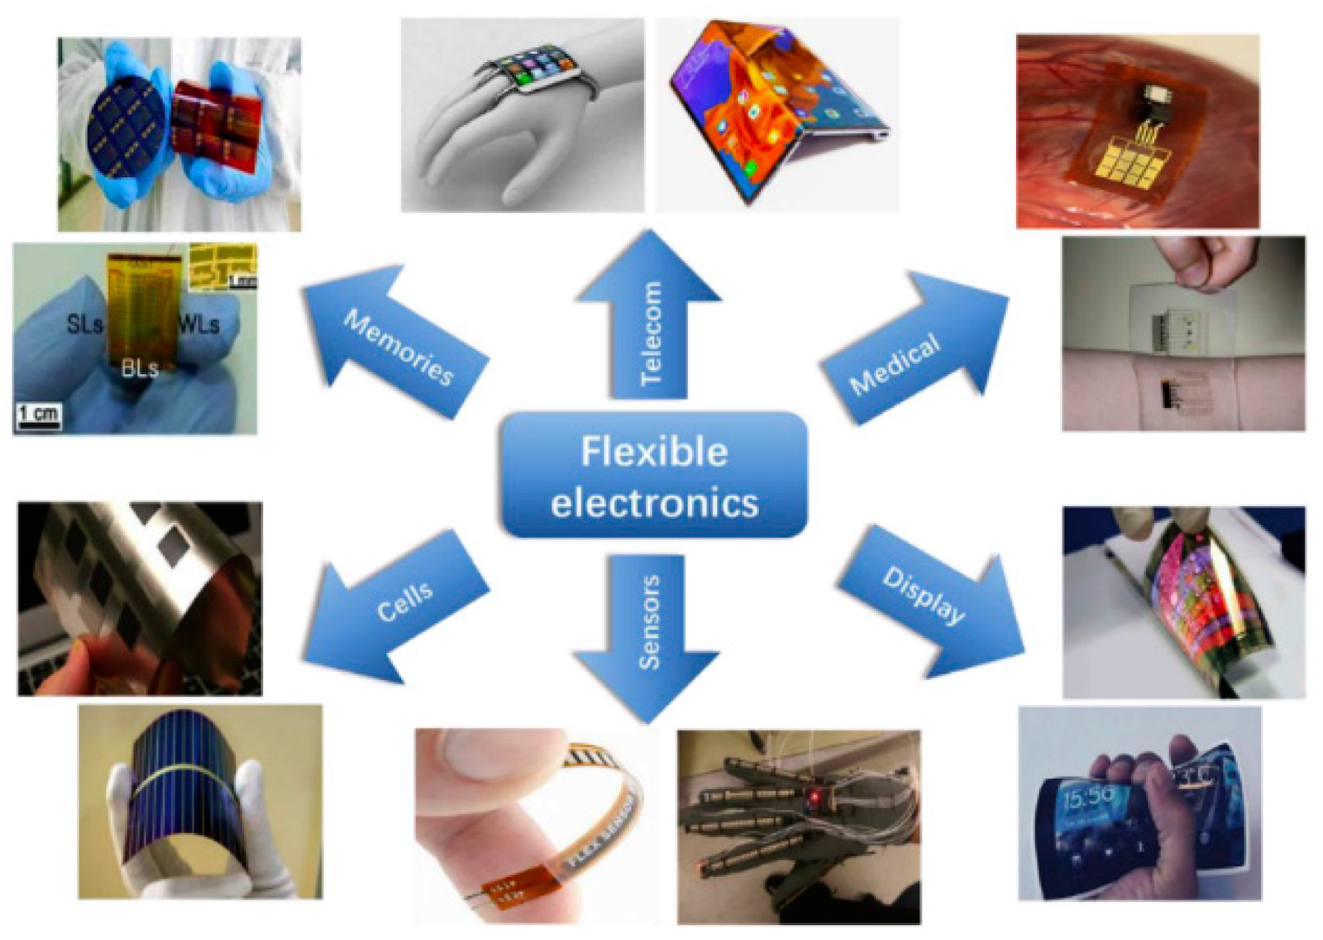 1 mm
SLs
WLs
BLs
1 cm
Memories
Telecom
Medical
Flexible
electronics
Cells
Sensors
Display
FLEX SENSOR
15:56
3°C